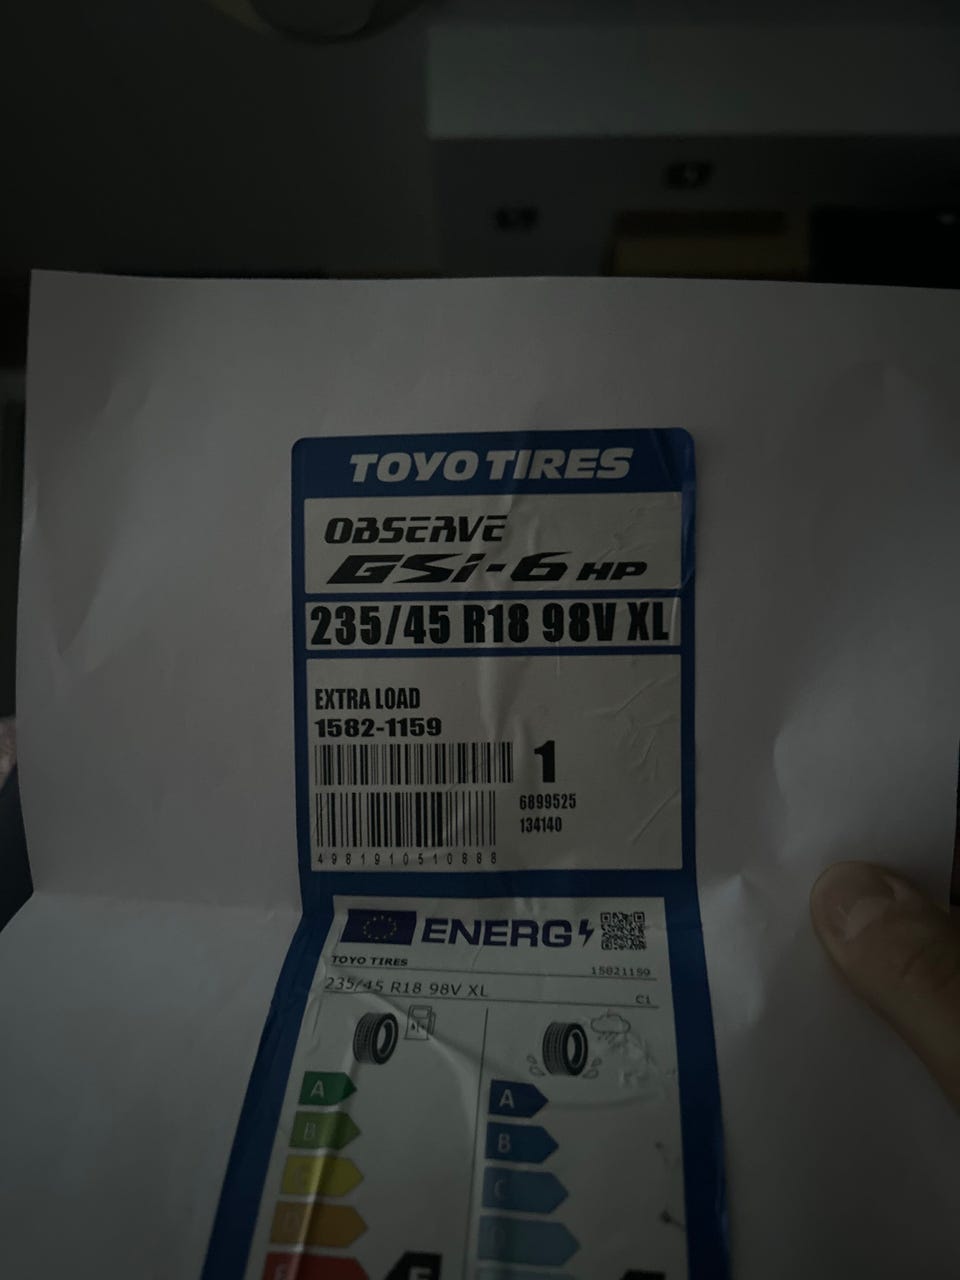 TOYO TIRES
OBSERVE
GSi-6 HP
235/45 R18 98V XL
EXTRA LOAD
1582-1159
1
6899525
134140
4981910510888
ENERG
TOYO TIRES
15821159
235/45 R18 98V XL
C1
A
A
B
B
C
C
D
D
E
E